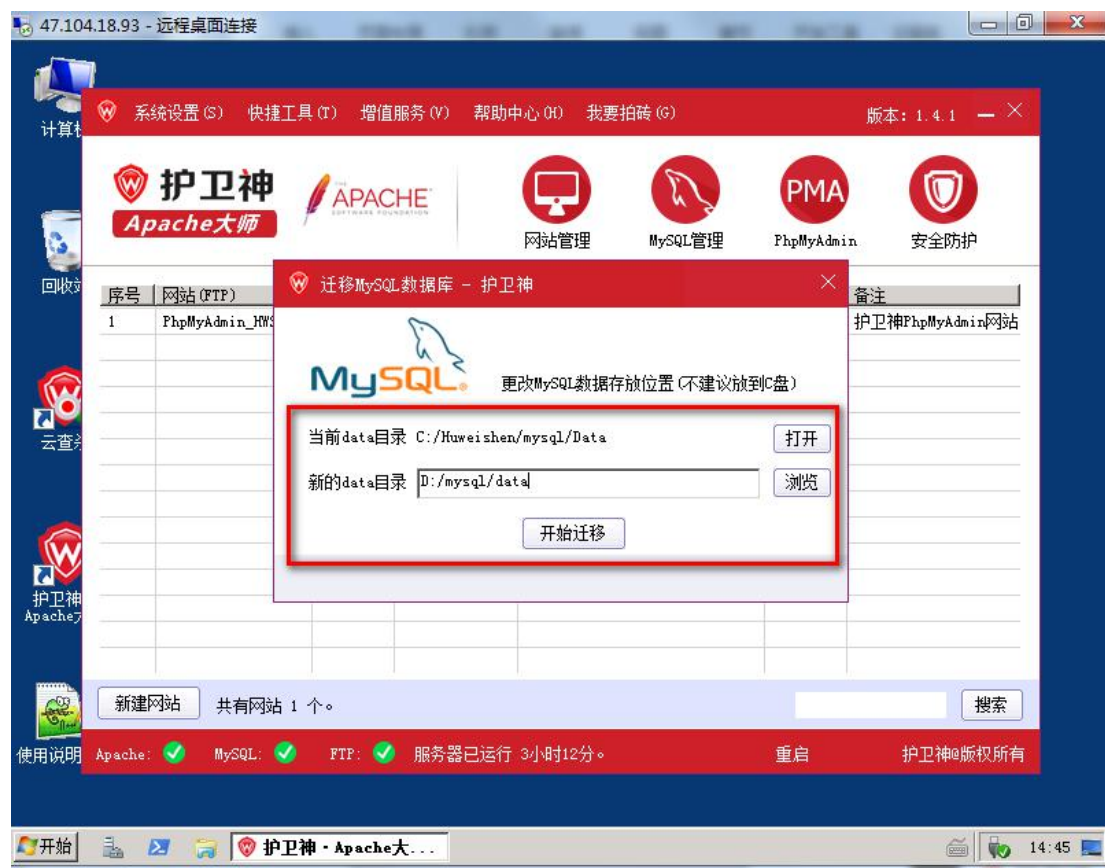 47.104.18.93 - 远程桌面连接
计算机
系统设置(S) 快捷工具(T) 增值服务(V) 帮助中心(H) 我要拍砖(G) 版本: 1.4.1
护卫神
Apache大师
THE
APACHE
SOFTWARE FOUNDATION
PMA
网站管理 MySQL管理 PhpMyAdmin 安全防护
回收站
序号 网站(FTP) 备注
1 PhpMyAdmin_HWS 护卫神PhpMyAdmin网站
迁移MySQL数据库 - 护卫神
MySQL® 更改MySQL数据存放位置(不建议放到C盘)
当前data目录 C:/Huweishen/mysql/Data 打开
新的data目录 D:/mysql/data 浏览
开始迁移
云查杀
护卫神
Apache大
新建网站 共有网站 1 个。 搜索
使用说明
Apache: MySQL: FTP: 服务器已运行 3小时12分。 重启 护卫神@版权所有
开始 护卫神·Apache大... 14:45